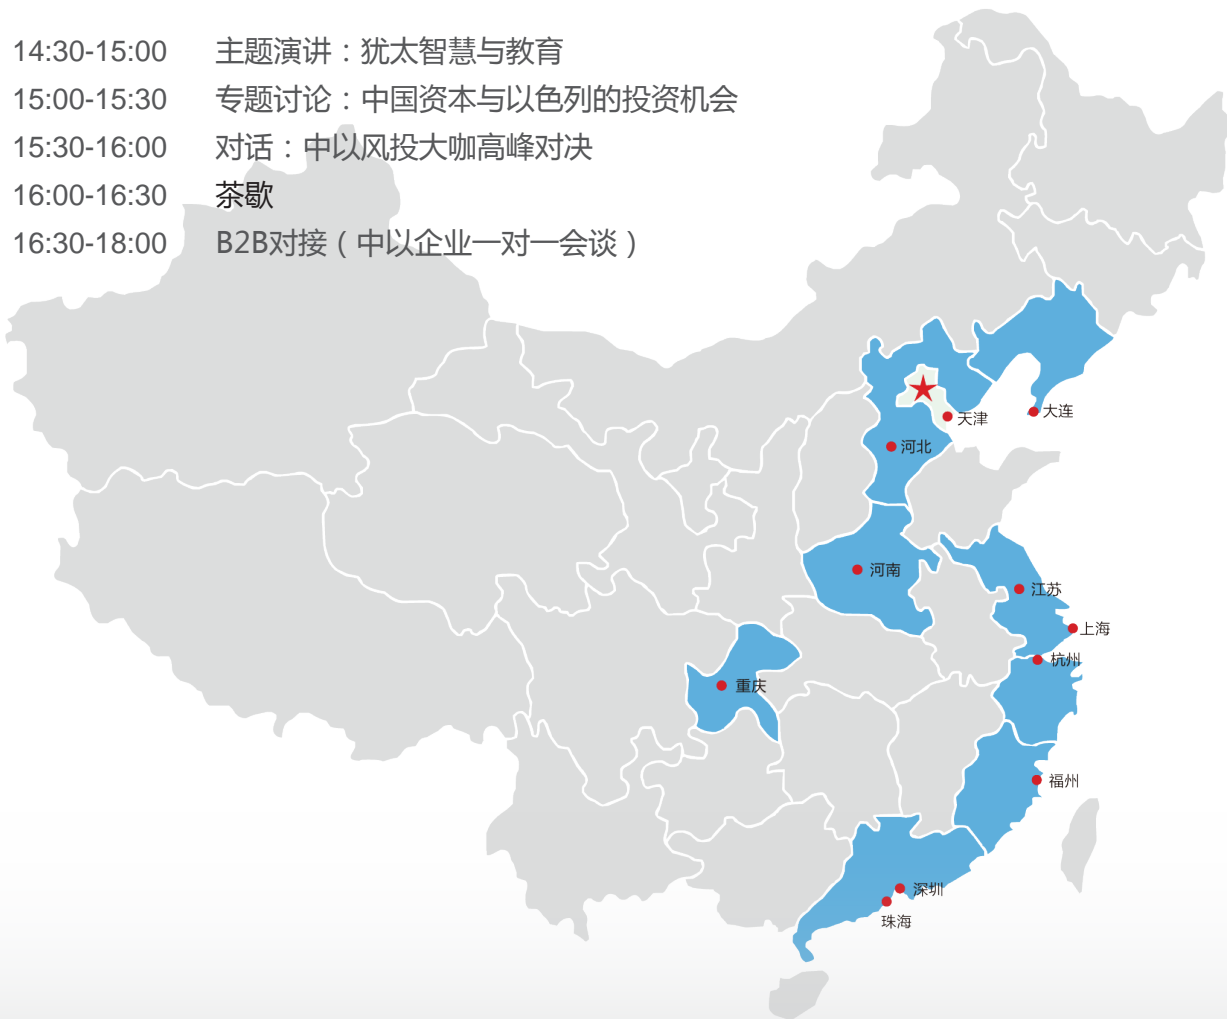 14:30-15:00 主题演讲：犹太智慧与教育
15:00-15:30 专题讨论：中国资本与以色列的投资机会
15:30-16:00 对话：中以风投大咖高峰对决
16:00-16:30 茶歇
16:30-18:00 B2B对接（中以企业一对一会谈）
大连
天津
河北
河南
江苏
上海
杭州
重庆
福州
深圳
珠海